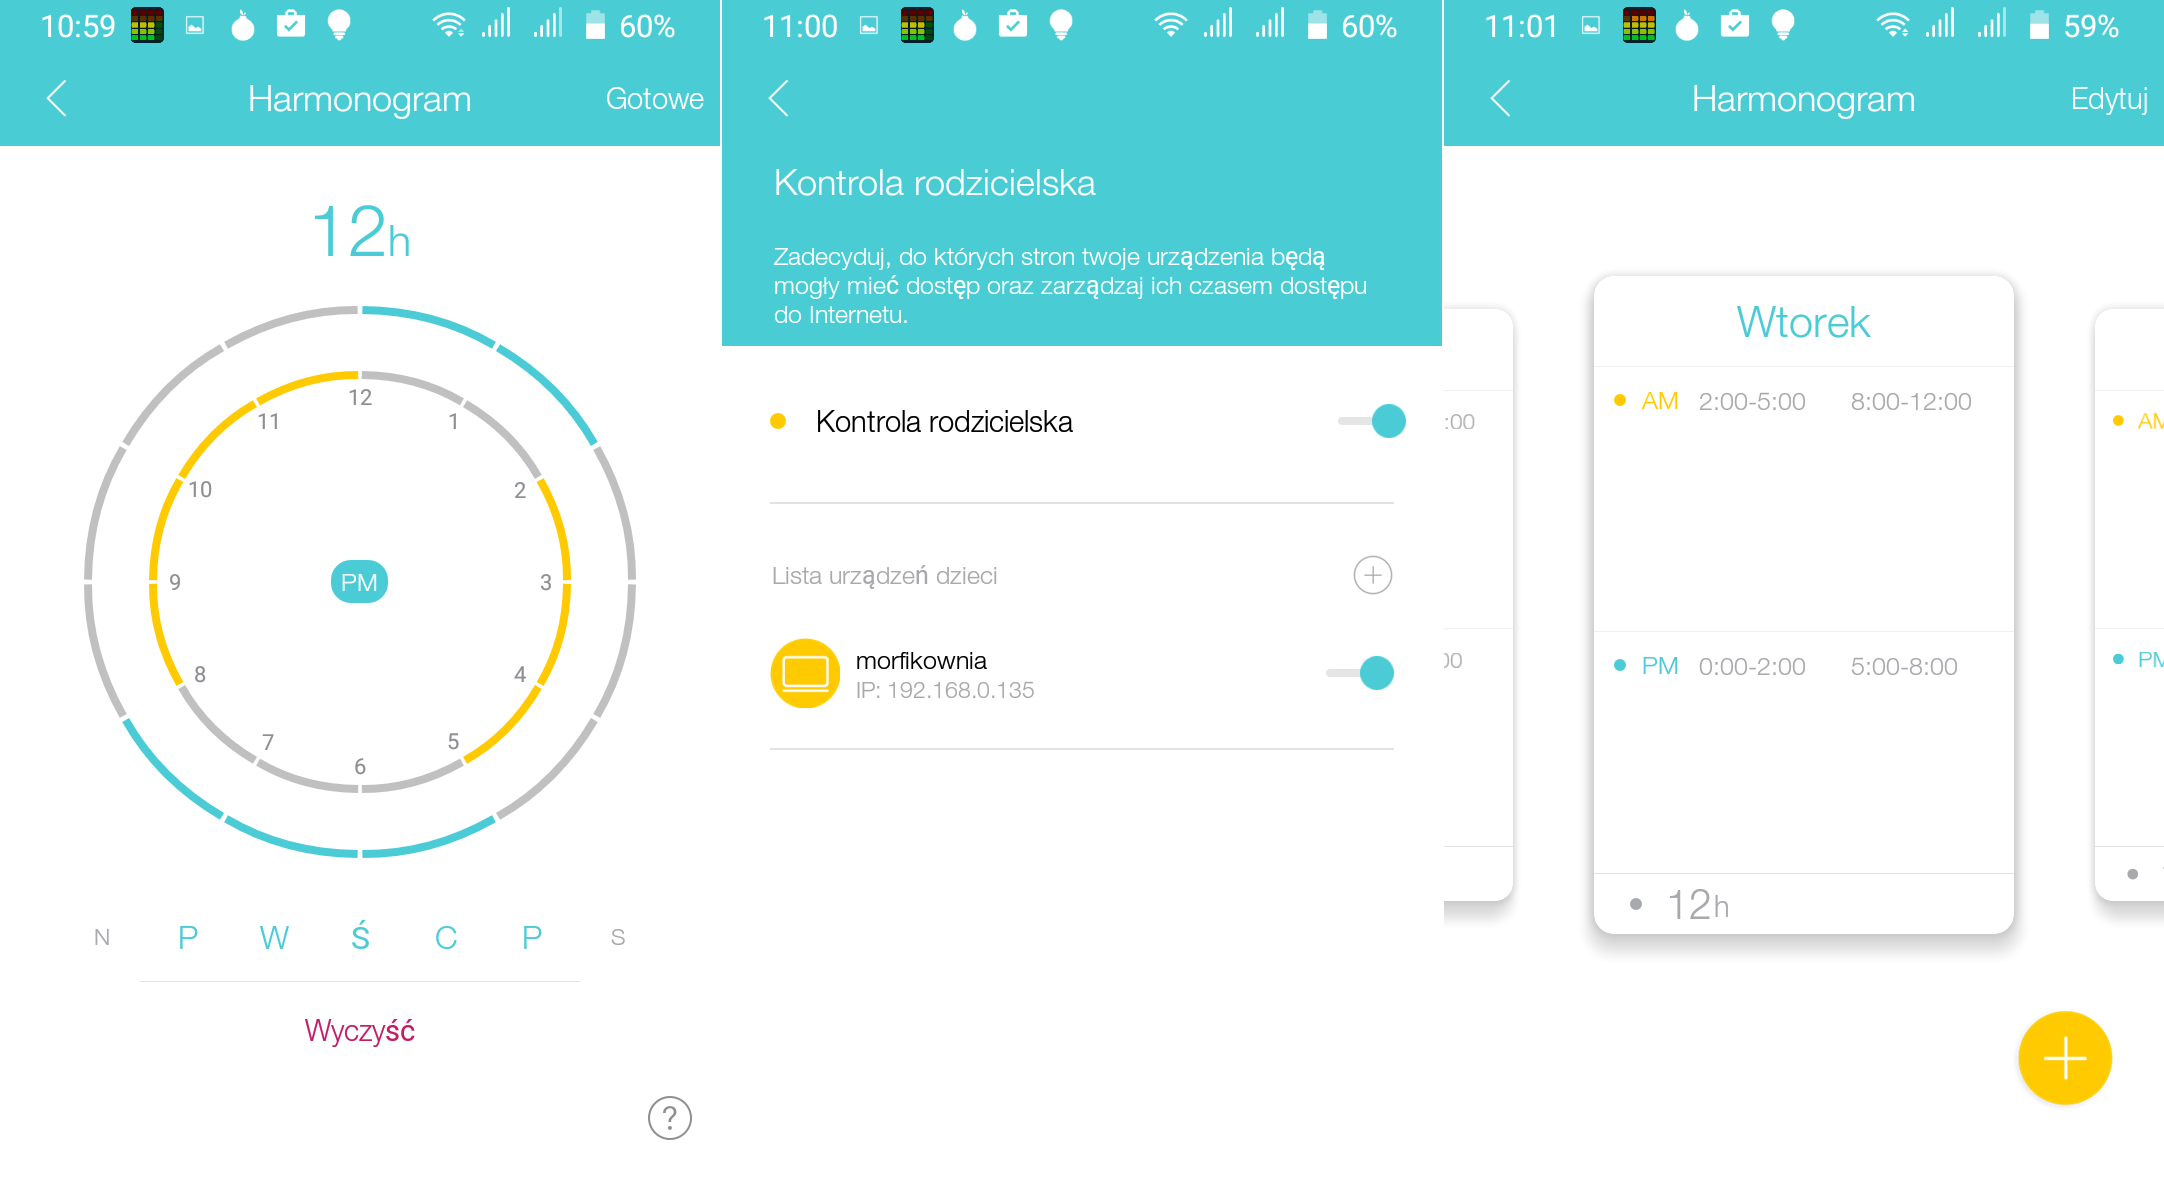 10:59
60%
Harmonogram
Gotowe
12h
12
11
1
10
2
9
PM
3
8
4
7
5
6
N P W Ś C P S
Wyczyść
?
11:00
60%
Kontrola rodzicielska
Zadecyduj, do których stron twoje urządzenia będą
mogły mieć dostęp oraz zarządzaj ich czasem dostępu
do Internetu.
Kontrola rodzicielska
Lista urządzeń dzieci
morfikownia
IP: 192.168.0.135
11:01
59%
Harmonogram
Edytuj
:00
Wtorek
AM 2:00-5:00 8:00-12:00
PM 0:00-2:00 5:00-8:00
12h